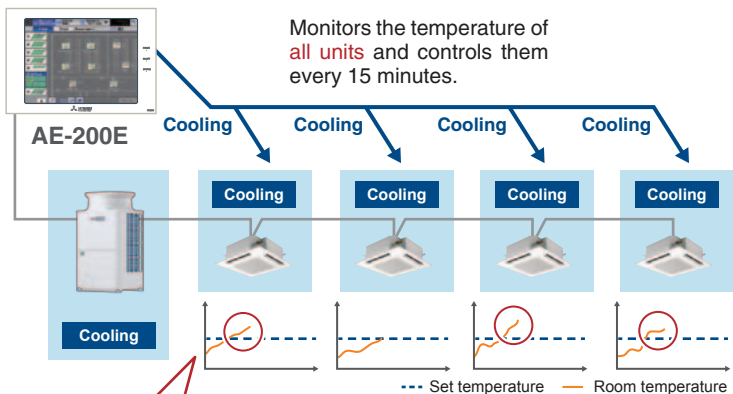 Monitors the temperature of
all units and controls them
every 15 minutes.
AE-200E
Cooling
Cooling
Cooling
Cooling
Cooling
Cooling
Cooling
Cooling
Cooling
Set temperature
Room temperature